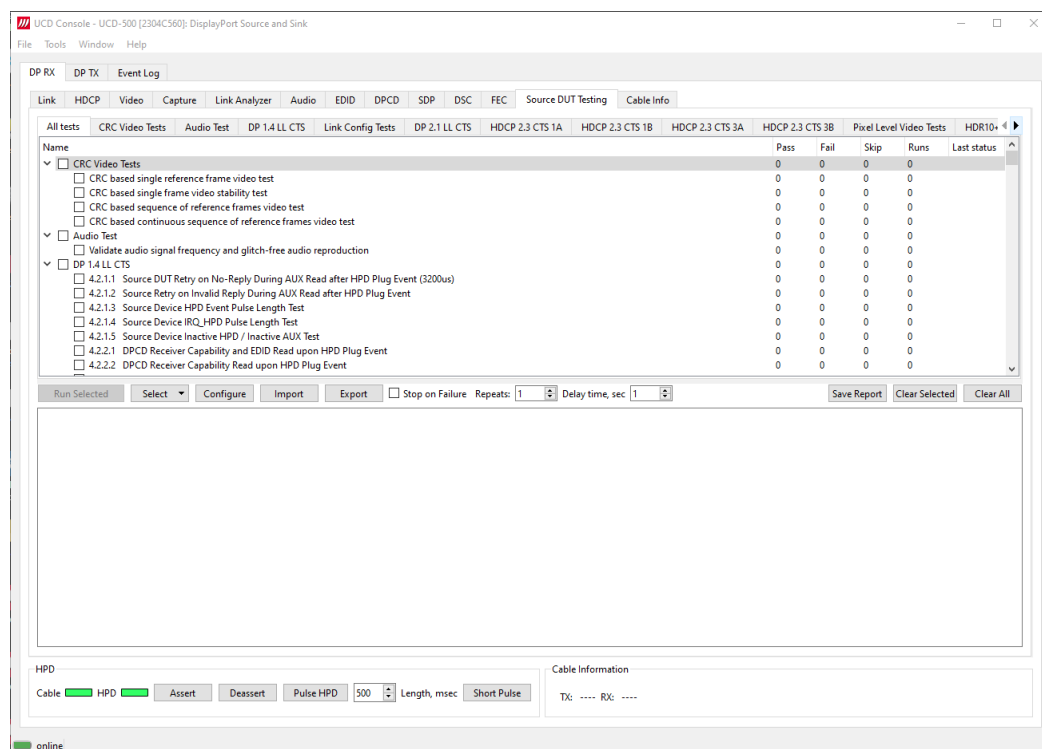 UCD Console - UCD-500 [2304C560]: DisplayPort Source and Sink
File Tools Window Help
DP RX DP TX Event Log
Link HDCP Video Capture Link Analyzer Audio EDID DPCD SDP DSC FEC Source DUT Testing Cable Info
All tests CRC Video Tests Audio Test DP 1.4 LL CTS Link Config Tests DP 2.1 LL CTS HDCP 2.3 CTS 1A HDCP 2.3 CTS 1B HDCP 2.3 CTS 3A HDCP 2.3 CTS 3B Pixel Level Video Tests HDR10+
Name Pass Fail Skip Runs Last status
CRC Video Tests 0 0 0 0
CRC based single reference frame video test 0 0 0 0
CRC based single frame video stability test 0 0 0 0
CRC based sequence of reference frames video test 0 0 0 0
CRC based continuous sequence of reference frames video test 0 0 0 0
Audio Test 0 0 0 0
Validate audio signal frequency and glitch-free audio reproduction 0 0 0 0
DP 1.4 LL CTS 0 0 0 0
4.2.1.1 Source DUT Retry on No-Reply During AUX Read after HPD Plug Event (3200us) 0 0 0 0
4.2.1.2 Source Retry on Invalid Reply During AUX Read after HPD Plug Event 0 0 0 0
4.2.1.3 Source Device HPD Event Pulse Length Test 0 0 0 0
4.2.1.4 Source Device IRQ_HPD Pulse Length Test 0 0 0 0
4.2.1.5 Source Device Inactive HPD / Inactive AUX Test 0 0 0 0
4.2.2.1 DPCD Receiver Capability and EDID Read upon HPD Plug Event 0 0 0 0
4.2.2.2 DPCD Receiver Capability Read upon HPD Plug Event 0 0 0 0
Run Selected Select Configure Import Export Stop on Failure Repeats: 1 Delay time, sec 1 Save Report Clear Selected Clear All
HPD Cable Information
Cable HPD Assert Deassert Pulse HPD 500 Length, msec Short Pulse TX: ---- RX: ----
online